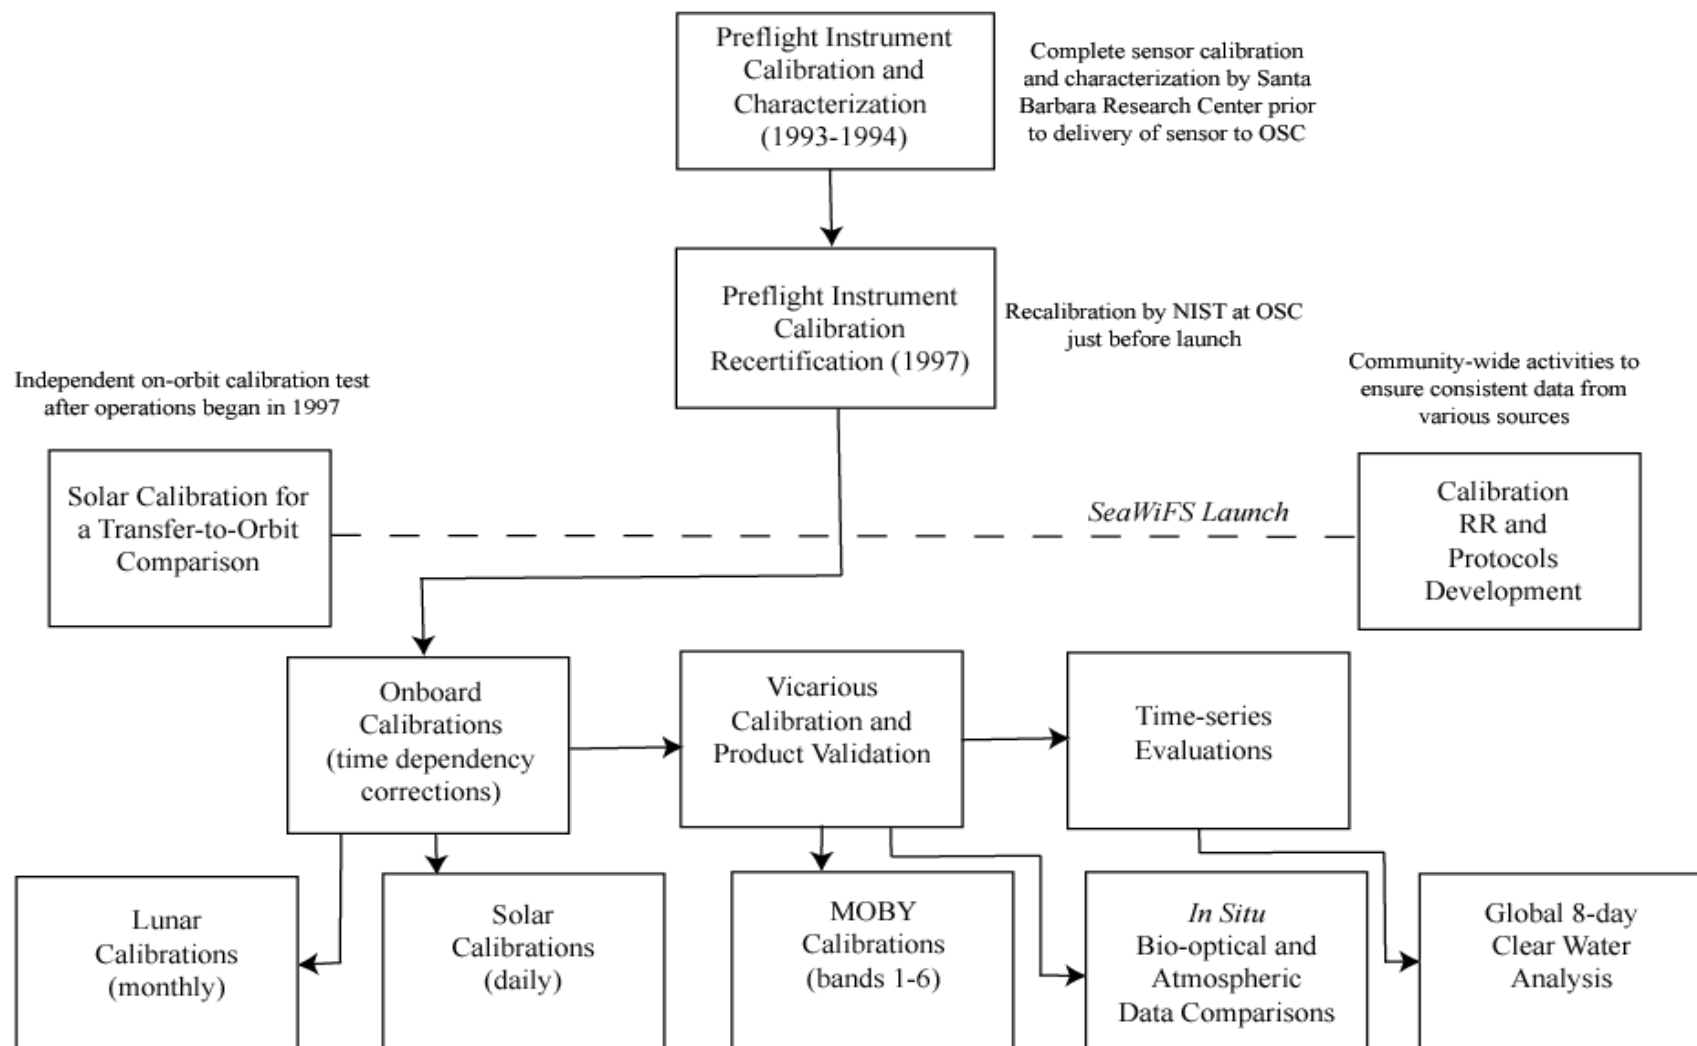 Preflight Instrument
Calibration and
Characterization
(1993-1994)
Complete sensor calibration
and characterization by Santa
Barbara Research Center prior
to delivery of sensor to OSC
Preflight Instrument
Calibration
Recertification (1997)
Recalibration by NIST at OSC
just before launch
Independent on-orbit calibration test
after operations began in 1997
Community-wide activities to
ensure consistent data from
various sources
Solar Calibration for
a Transfer-to-Orbit
Comparison
SeaWiFS Launch
Calibration
RR and
Protocols
Development
Onboard
Calibrations
(time dependency
corrections)
Vicarious
Calibration and
Product Validation
Time-series
Evaluations
Lunar
Calibrations
(monthly)
Solar
Calibrations
(daily)
MOBY
Calibrations
(bands 1-6)
In Situ
Bio-optical and
Atmospheric
Data Comparisons
Global 8-day
Clear Water
Analysis